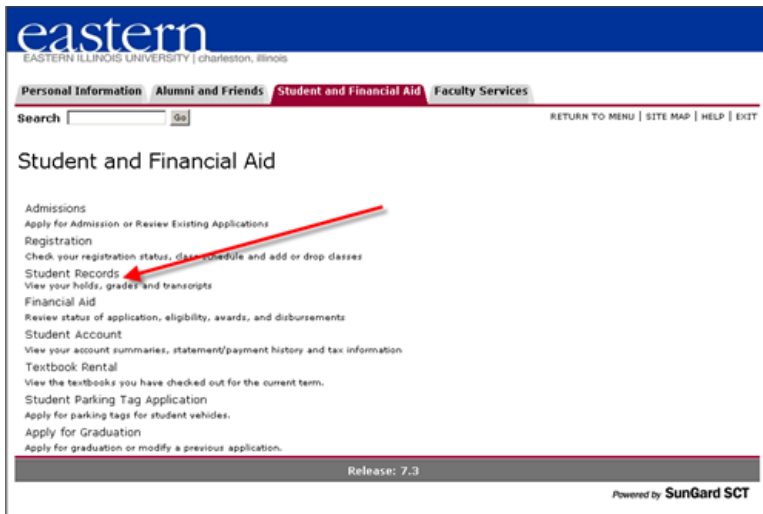 eastern
EASTERN ILLINOIS UNIVERSITY | charleston, illinois
Personal Information Alumni and Friends Student and Financial Aid Faculty Services
Search Go RETURN TO MENU | SITE MAP | HELP | EXIT
Student and Financial Aid
Admissions
Apply for Admission or Review Existing Applications
Registration
Check your registration status, class schedule and add or drop classes
Student Records
View your holds, grades and transcripts
Financial Aid
Review status of application, eligibility, awards, and disbursements
Student Account
View your account summaries, statement/payment history and tax information
Textbook Rental
View the textbooks you have checked out for the current term.
Student Parking Tag Application
Apply for parking tags for student vehicles.
Apply for Graduation
Apply for graduation or modify a previous application.
Release: 7.3
Powered by SunGard SCT